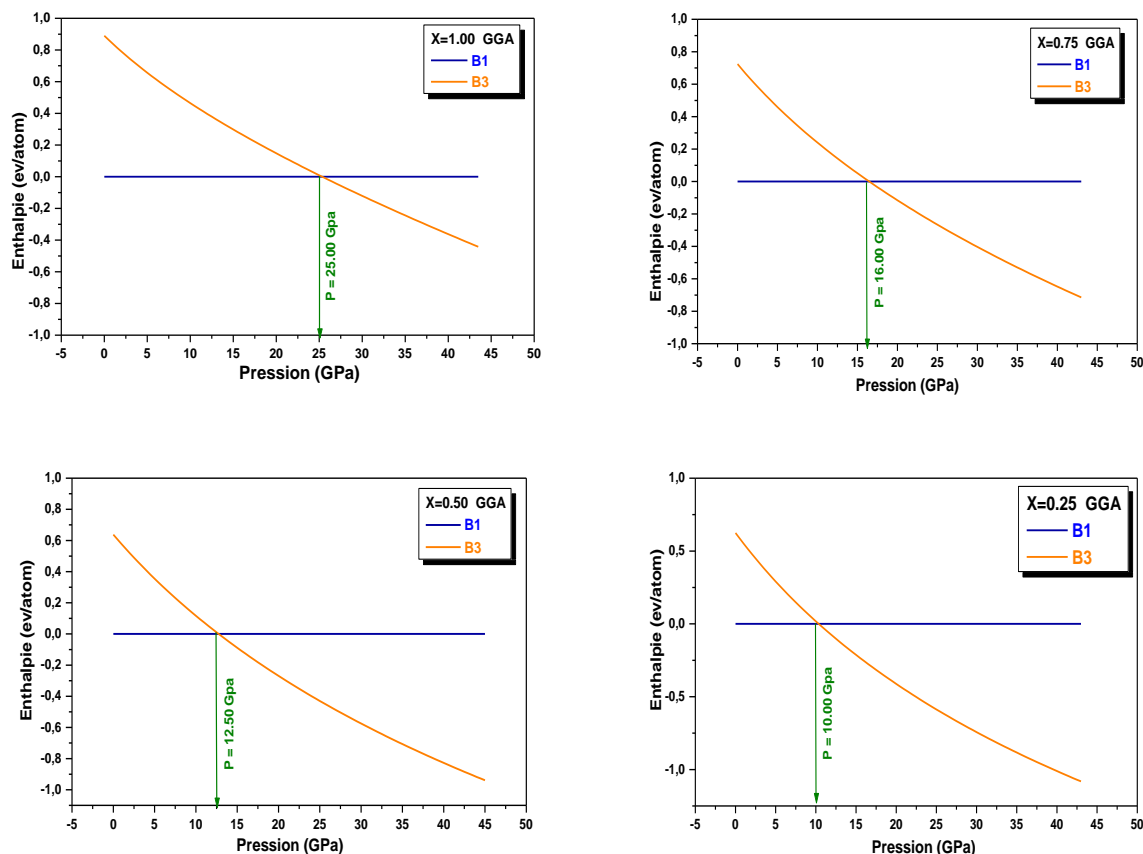 1,0
0,8
0,6
0,4
0,2
0,0
-0,2
-0,4
-0,6
-0,8
-1,0
Enthalpie (ev/atom)
X=1.00 GGA
B1
B3
P = 25.00 Gpa
-5 0 5 10 15 20 25 30 35 40 45 50
Pression (GPa)
1,0
0,8
0,6
0,4
0,2
0,0
-0,2
-0,4
-0,6
-0,8
-1,0
Enthalpie (ev/atom)
X=0.75 GGA
B1
B3
P = 16.00 Gpa
-5 0 5 10 15 20 25 30 35 40 45 50
Pression (GPa)
1,0
0,8
0,6
0,4
0,2
0,0
-0,2
-0,4
-0,6
-0,8
-1,0
Enthalpie (ev/atom)
X=0.50 GGA
B1
B3
P = 12.50 Gpa
-5 0 5 10 15 20 25 30 35 40 45 50
Pression (GPa)
1,0
0,5
0,0
-0,5
-1,0
Enthalpie (ev/atom)
X=0.25 GGA
B1
B3
P = 10.00 Gpa
-5 0 5 10 15 20 25 30 35 40 45 50
Pression (GPa)